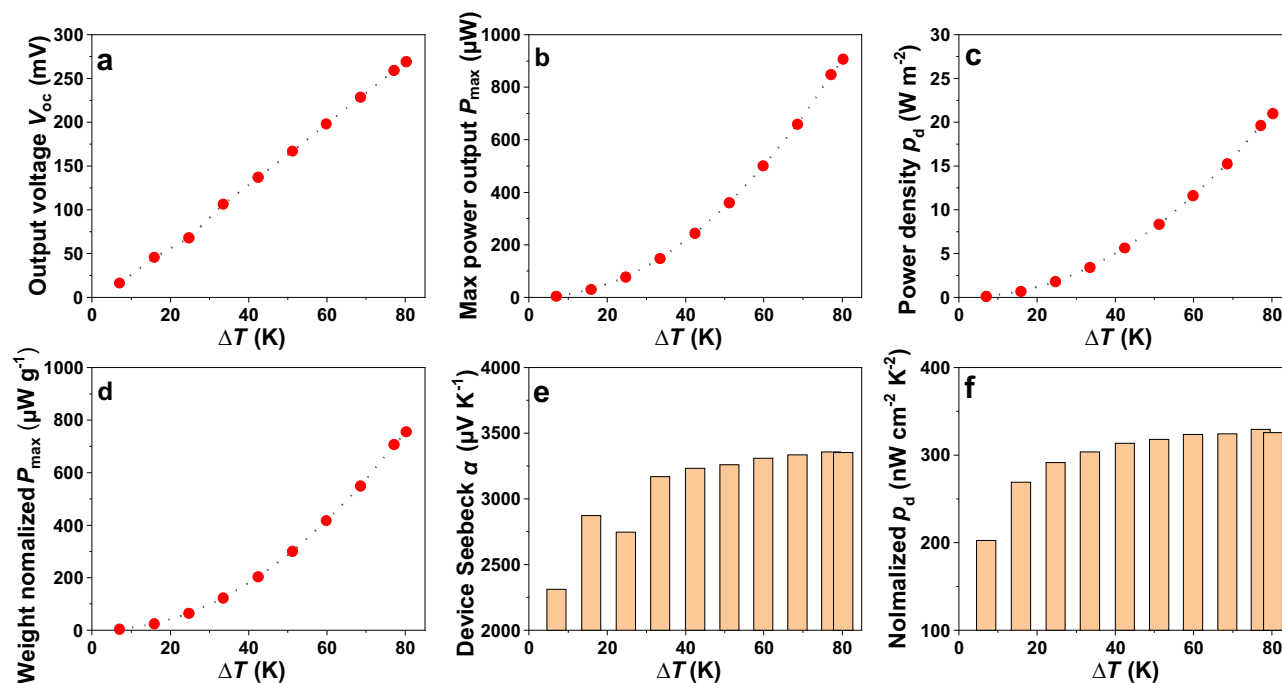 a
Output voltage V_oc (mV)
300
250
200
150
100
50
0
0 20 40 60 80
ΔT (K)
b
Max power output P_max (μW)
1000
800
600
400
200
0
0 20 40 60 80
ΔT (K)
c
Power density p_d (W m⁻²)
30
25
20
15
10
5
0
0 20 40 60 80
ΔT (K)
d
Weight nomalized P_max (μW g⁻¹)
1000
800
600
400
200
0
0 20 40 60 80
ΔT (K)
e
Device Seebeck α (μV K⁻¹)
4000
3500
3000
2500
2000
0 20 40 60 80
ΔT (K)
f
Nolmalized p_d (nW cm⁻² K⁻²)
400
300
200
100
0 20 40 60 80
ΔT (K)